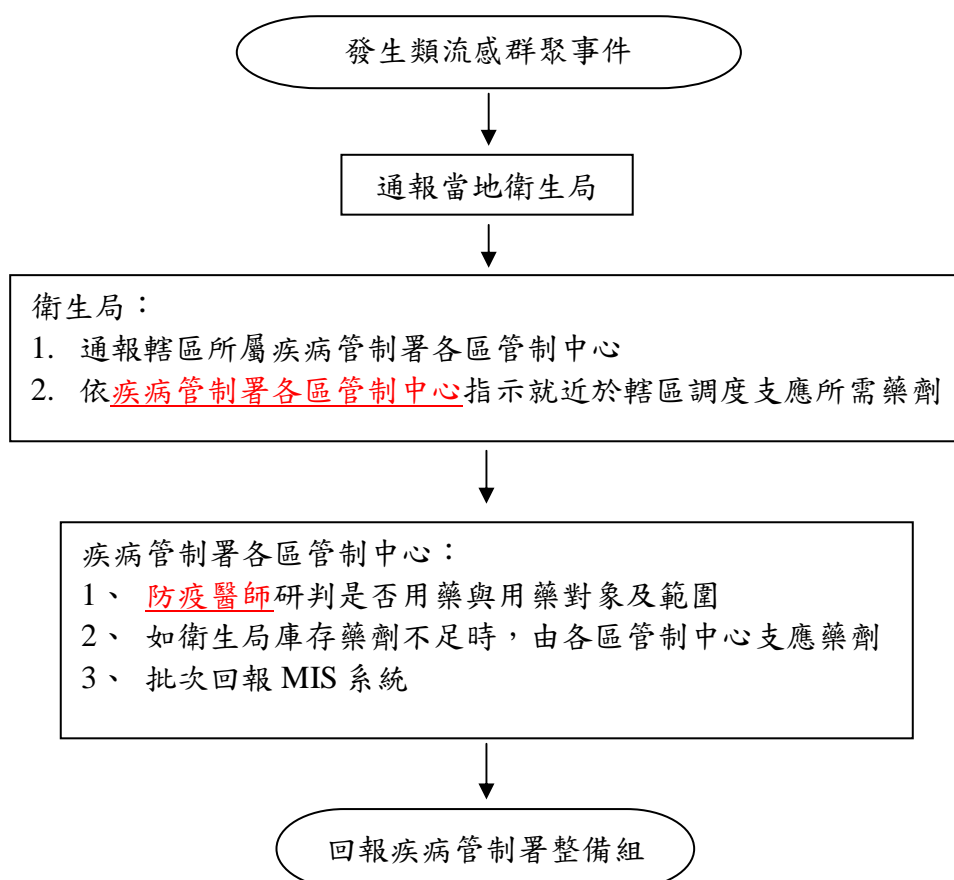 發生類流感群聚事件
通報當地衛生局
衛生局：
1. 通報轄區所屬疾病管制署各區管制中心
2. 依疾病管制署各區管制中心指示就近於轄區調度支應所需藥劑
疾病管制署各區管制中心：
1、 防疫醫師研判是否用藥與用藥對象及範圍
2、 如衛生局庫存藥劑不足時，由各區管制中心支應藥劑
3、 批次回報 MIS 系統
回報疾病管制署整備組